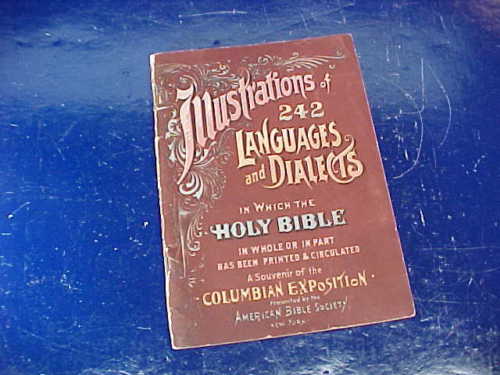 Illustrations of
242
LANGUAGES
and DIALECTS
IN WHICH THE
HOLY BIBLE
IN WHOLE OR IN PART
HAS BEEN PRINTED & CIRCULATED
A Souvenir of the
COLUMBIAN EXPOSITION
Presented by the
AMERICAN BIBLE SOCIETY
NEW YORK